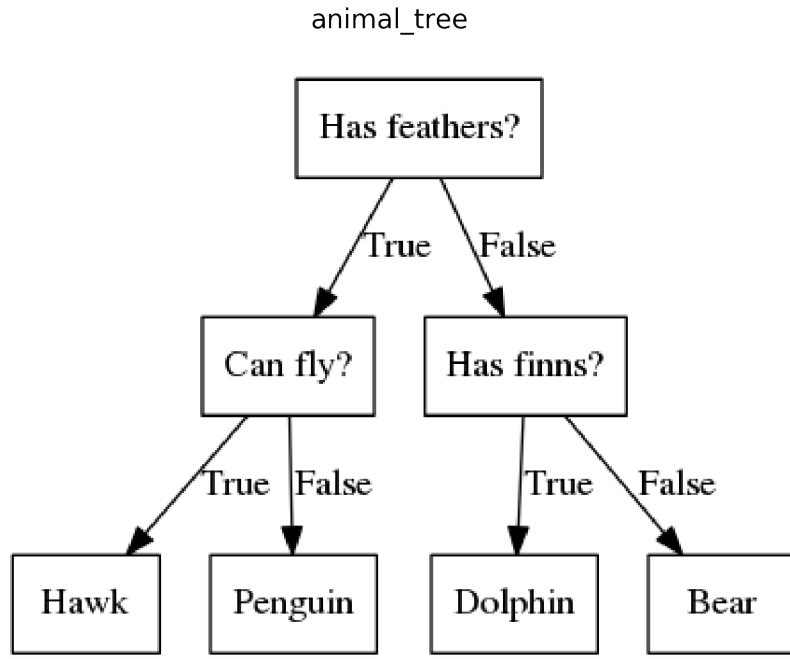 animal_tree
Has feathers?
True False
Can fly? Has finns?
True False True False
Hawk Penguin Dolphin Bear